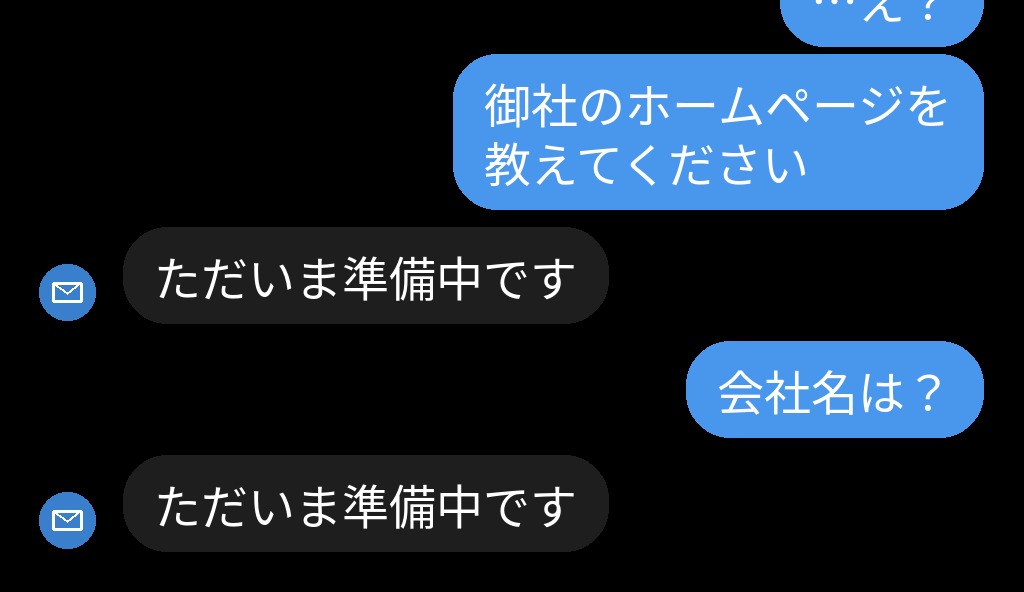 …え？
御社のホームページを
教えてください
ただいま準備中です
会社名は？
ただいま準備中です